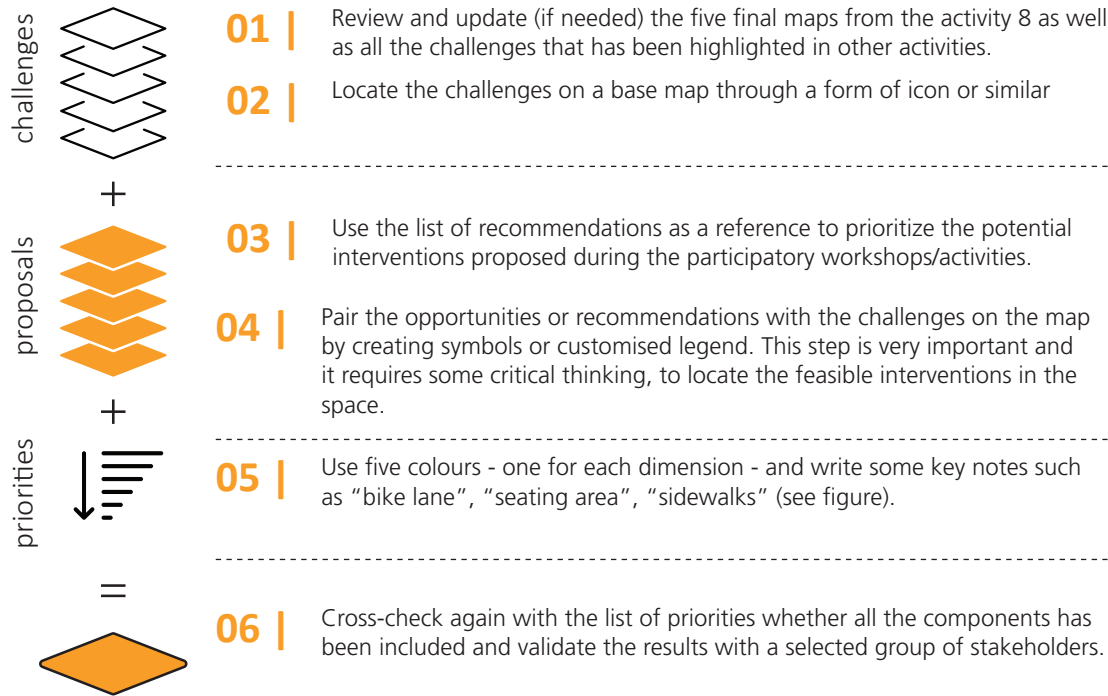 challenges
01 | Review and update (if needed) the five final maps from the activity 8 as well
as all the challenges that has been highlighted in other activities.
02 | Locate the challenges on a base map through a form of icon or similar
+
proposals
03 | Use the list of recommendations as a reference to prioritize the potential
interventions proposed during the participatory workshops/activities.
04 | Pair the opportunities or recommendations with the challenges on the map
by creating symbols or customised legend. This step is very important and
it requires some critical thinking, to locate the feasible interventions in the
space.
+
priorities
05 | Use five colours - one for each dimension - and write some key notes such
as “bike lane”, “seating area”, “sidewalks” (see figure).
=
06 | Cross-check again with the list of priorities whether all the components has
been included and validate the results with a selected group of stakeholders.